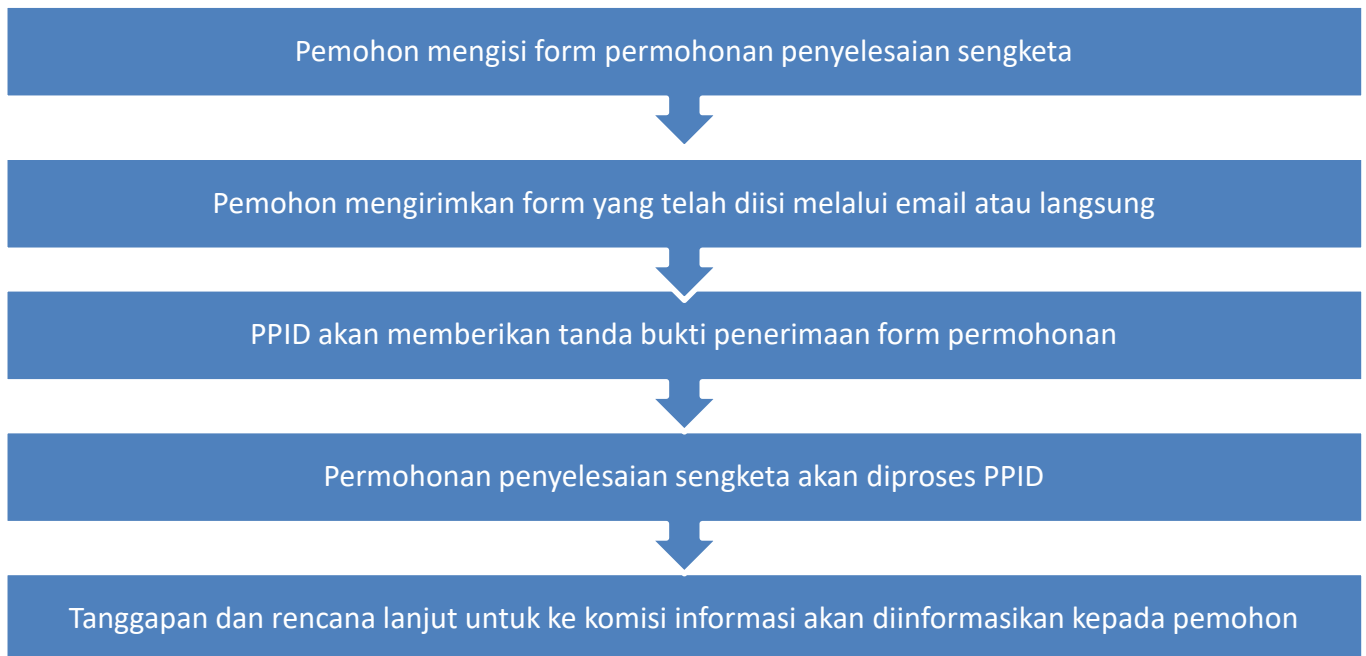 Pemohon mengisi form permohonan penyelesaian sengketa
Pemohon mengirimkan form yang telah diisi melalui email atau langsung
PPID akan memberikan tanda bukti penerimaan form permohonan
Permohonan penyelesaian sengketa akan diproses PPID
Tanggapan dan rencana lanjut untuk ke komisi informasi akan diinformasikan kepada pemohon